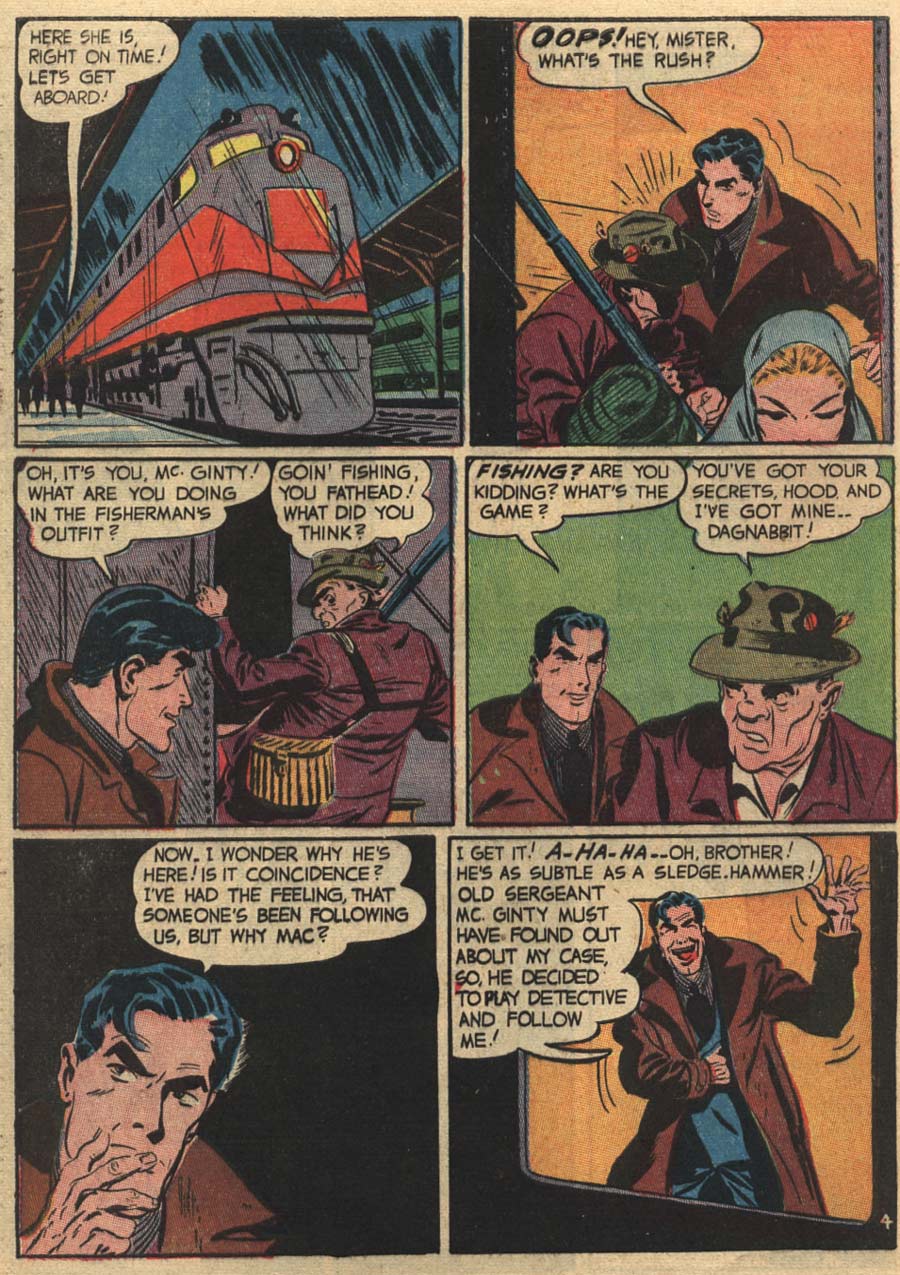 HERE SHE IS,
RIGHT ON TIME!
LET'S GET
ABOARD!
OOPS! HEY, MISTER,
WHAT'S THE RUSH?
OH, IT'S YOU, Mc. GINTY!
WHAT ARE YOU DOING
IN THE FISHERMAN'S
OUTFIT?
GOIN' FISHING,
YOU FATHEAD!
WHAT DID YOU
THINK?
FISHING? ARE YOU
KIDDING? WHAT'S THE
GAME?
YOU'VE GOT YOUR
SECRETS, HOOD, AND
I'VE GOT MINE--
DAGNABBIT!
NOW. I WONDER WHY HE'S
HERE! IS IT COINCIDENCE?
I'VE HAD THE FEELING, THAT
SOMEONE'S BEEN FOLLOWING
US, BUT WHY MAC?
I GET IT! A-HA-HA--OH, BROTHER!
HE'S AS SUBTLE AS A SLEDGE-HAMMER!
OLD SERGEANT
MC. GINTY MUST
HAVE FOUND OUT
ABOUT MY CASE,
SO, HE DECIDED
TO PLAY DETECTIVE
AND FOLLOW
ME!
4